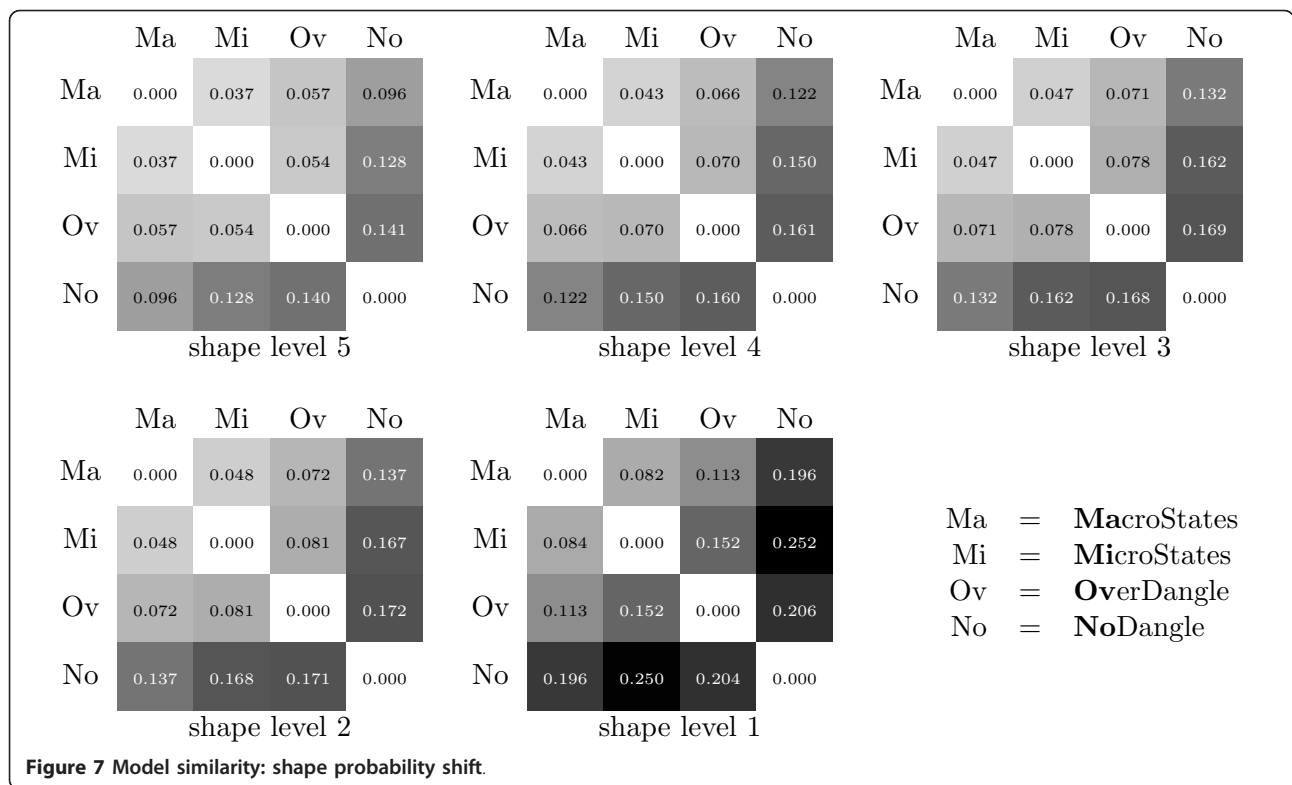 Ma Mi Ov No
Ma 0.000 0.037 0.057 0.096
Mi 0.037 0.000 0.054 0.128
Ov 0.057 0.054 0.000 0.141
No 0.096 0.128 0.140 0.000
shape level 5
Ma Mi Ov No
Ma 0.000 0.043 0.066 0.122
Mi 0.043 0.000 0.070 0.150
Ov 0.066 0.070 0.000 0.161
No 0.122 0.150 0.160 0.000
shape level 4
Ma Mi Ov No
Ma 0.000 0.047 0.071 0.132
Mi 0.047 0.000 0.078 0.162
Ov 0.071 0.078 0.000 0.169
No 0.132 0.162 0.168 0.000
shape level 3
Ma Mi Ov No
Ma 0.000 0.048 0.072 0.137
Mi 0.048 0.000 0.081 0.167
Ov 0.072 0.081 0.000 0.172
No 0.137 0.168 0.171 0.000
shape level 2
Ma Mi Ov No
Ma 0.000 0.082 0.113 0.196
Mi 0.084 0.000 0.152 0.252
Ov 0.113 0.152 0.000 0.206
No 0.196 0.250 0.204 0.000
shape level 1
Ma = MacroStates
Mi = MicroStates
Ov = OverDangle
No = NoDangle
Figure 7 Model similarity: shape probability shift.